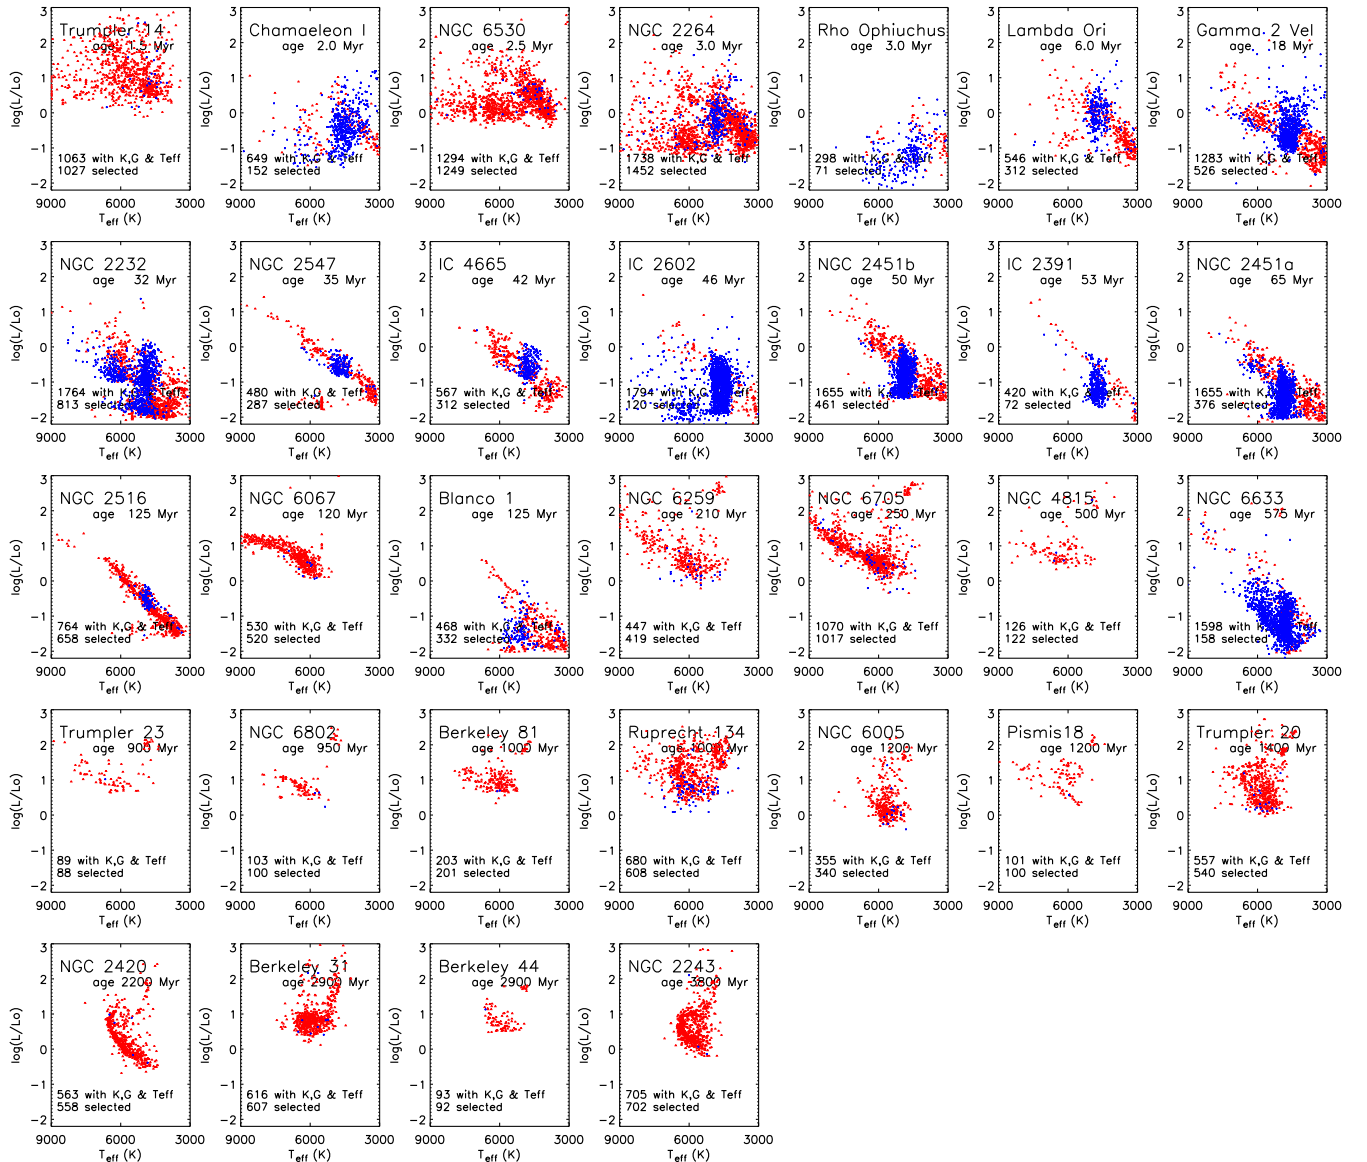 Trumpler 14
age 1.5 Myr
1063 with K,G & Teff
1027 selected
Chamaeleon I
age 2.0 Myr
649 with K,G & Teff
152 selected
NGC 6530
age 2.5 Myr
1294 with K,G & Teff
1249 selected
NGC 2264
age 3.0 Myr
1738 with K,G & Teff
1452 selected
Rho Ophiuchus
age 3.0 Myr
298 with K,G & Teff
71 selected
Lambda Ori
age 6.0 Myr
546 with K,G & Teff
312 selected
Gamma 2 Vel
age 18 Myr
1283 with K,G & Teff
526 selected
log(L/Lo)
3
2
1
0
−1
−2
9000 6000 3000
Teff (K)
NGC 2232
age 32 Myr
1764 with K,G & Teff
813 selected
NGC 2547
age 35 Myr
480 with K,G & Teff
287 selected
IC 4665
age 42 Myr
567 with K,G & Teff
312 selected
IC 2602
age 46 Myr
1794 with K,G & Teff
120 selected
NGC 2451b
age 50 Myr
1655 with K,G & Teff
461 selected
IC 2391
age 53 Myr
420 with K,G & Teff
72 selected
NGC 2451a
age 65 Myr
1655 with K,G & Teff
376 selected
NGC 2516
age 125 Myr
764 with K,G & Teff
658 selected
NGC 6067
age 120 Myr
530 with K,G & Teff
520 selected
Blanco 1
age 125 Myr
468 with K,G & Teff
332 selected
NGC 6259
age 210 Myr
447 with K,G & Teff
419 selected
NGC 6705
age 250 Myr
1070 with K,G & Teff
1017 selected
NGC 4815
age 500 Myr
126 with K,G & Teff
122 selected
NGC 6633
age 575 Myr
1598 with K,G & Teff
158 selected
Trumpler 23
age 900 Myr
89 with K,G & Teff
88 selected
NGC 6802
age 950 Myr
103 with K,G & Teff
100 selected
Berkeley 81
age 1000 Myr
203 with K,G & Teff
201 selected
Ruprecht 134
age 1000 Myr
680 with K,G & Teff
608 selected
NGC 6005
age 1200 Myr
355 with K,G & Teff
340 selected
Pismis18
age 1200 Myr
101 with K,G & Teff
100 selected
Trumpler 20
age 1400 Myr
557 with K,G & Teff
540 selected
NGC 2420
age 2200 Myr
563 with K,G & Teff
558 selected
Berkeley 31
age 2900 Myr
616 with K,G & Teff
607 selected
Berkeley 44
age 2900 Myr
93 with K,G & Teff
92 selected
NGC 2243
age 3800 Myr
705 with K,G & Teff
702 selected